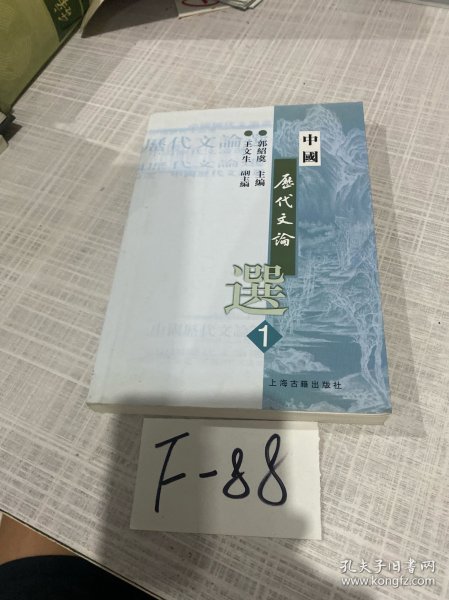 中國
歷代文論
選
1
郭紹虞 主編
王文生 副主編
上海古籍出版社
F-88
孔夫子旧书网
www.kongfz.com